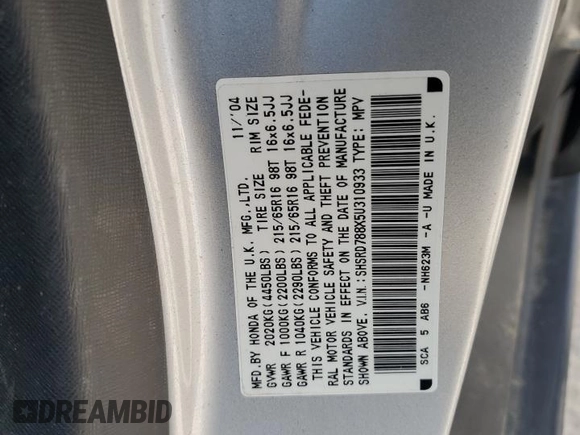 MFD.BY HONDA OF THE U.K. MFG.,LTD. 11/'04
GVWR 2020KG(4450LBS) TIRE SIZE RIM SIZE
GAWR F 1000KG(2200LBS) 215/65R16 98T 16x6.5JJ
GAWR R 1040KG(2290LBS) 215/65R16 98T 16x6.5JJ
THIS VEHICLE CONFORMS TO ALL APPLICABLE FEDE-
RAL MOTOR VEHICLE SAFETY AND THEFT PREVENTION
STANDARDS IN EFFECT ON THE DATE OF MANUFACTURE
SHOWN ABOVE. V.I.N.: SHSRD788X5U310933 TYPE: MPV
SCA 5 AB6 -NH623M -A -U MADE IN U.K.
DREAMBID